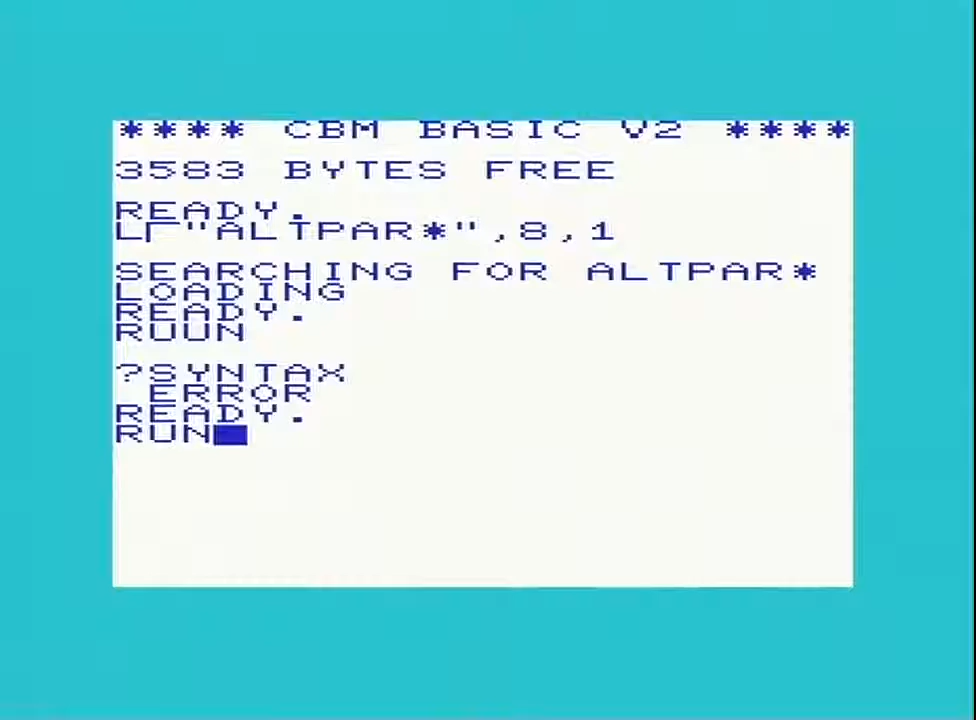 **** CBM BASIC V2 ****
3583 BYTES FREE
READY.
L┌"ALTPAR*",8,1
SEARCHING FOR ALTPAR*
LOADING
READY.
RUUN
?SYNTAX
ERROR
READY.
RUN